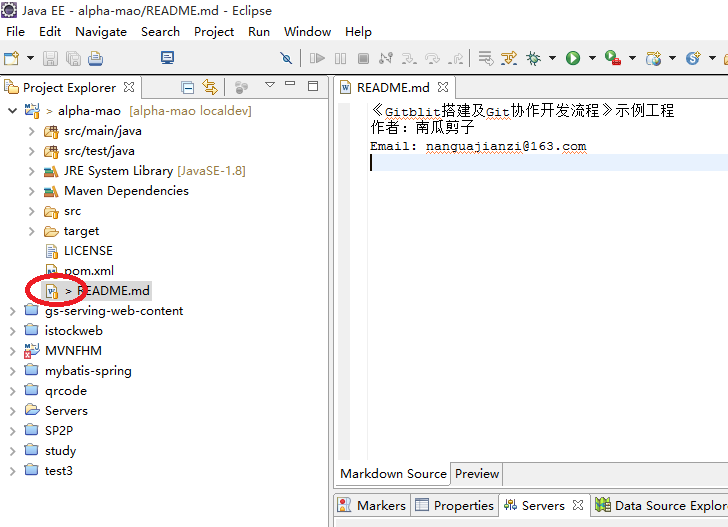 Java EE - alpha-mao/README.md - Eclipse
File Edit Navigate Search Project Run Window Help
Project Explorer
> alpha-mao [alpha-mao localdev]
src/main/java
src/test/java
JRE System Library [JavaSE-1.8]
Maven Dependencies
src
target
LICENSE
pom.xml
> README.md
gs-serving-web-content
istockweb
MVNFHM
mybatis-spring
qrcode
Servers
SP2P
study
test3
README.md
《Gitblit搭建及Git协作开发流程》示例工程
作者：南瓜剪子
Email: nanguajianzi@163.com
Markdown Source Preview
Markers Properties Servers Data Source Explor